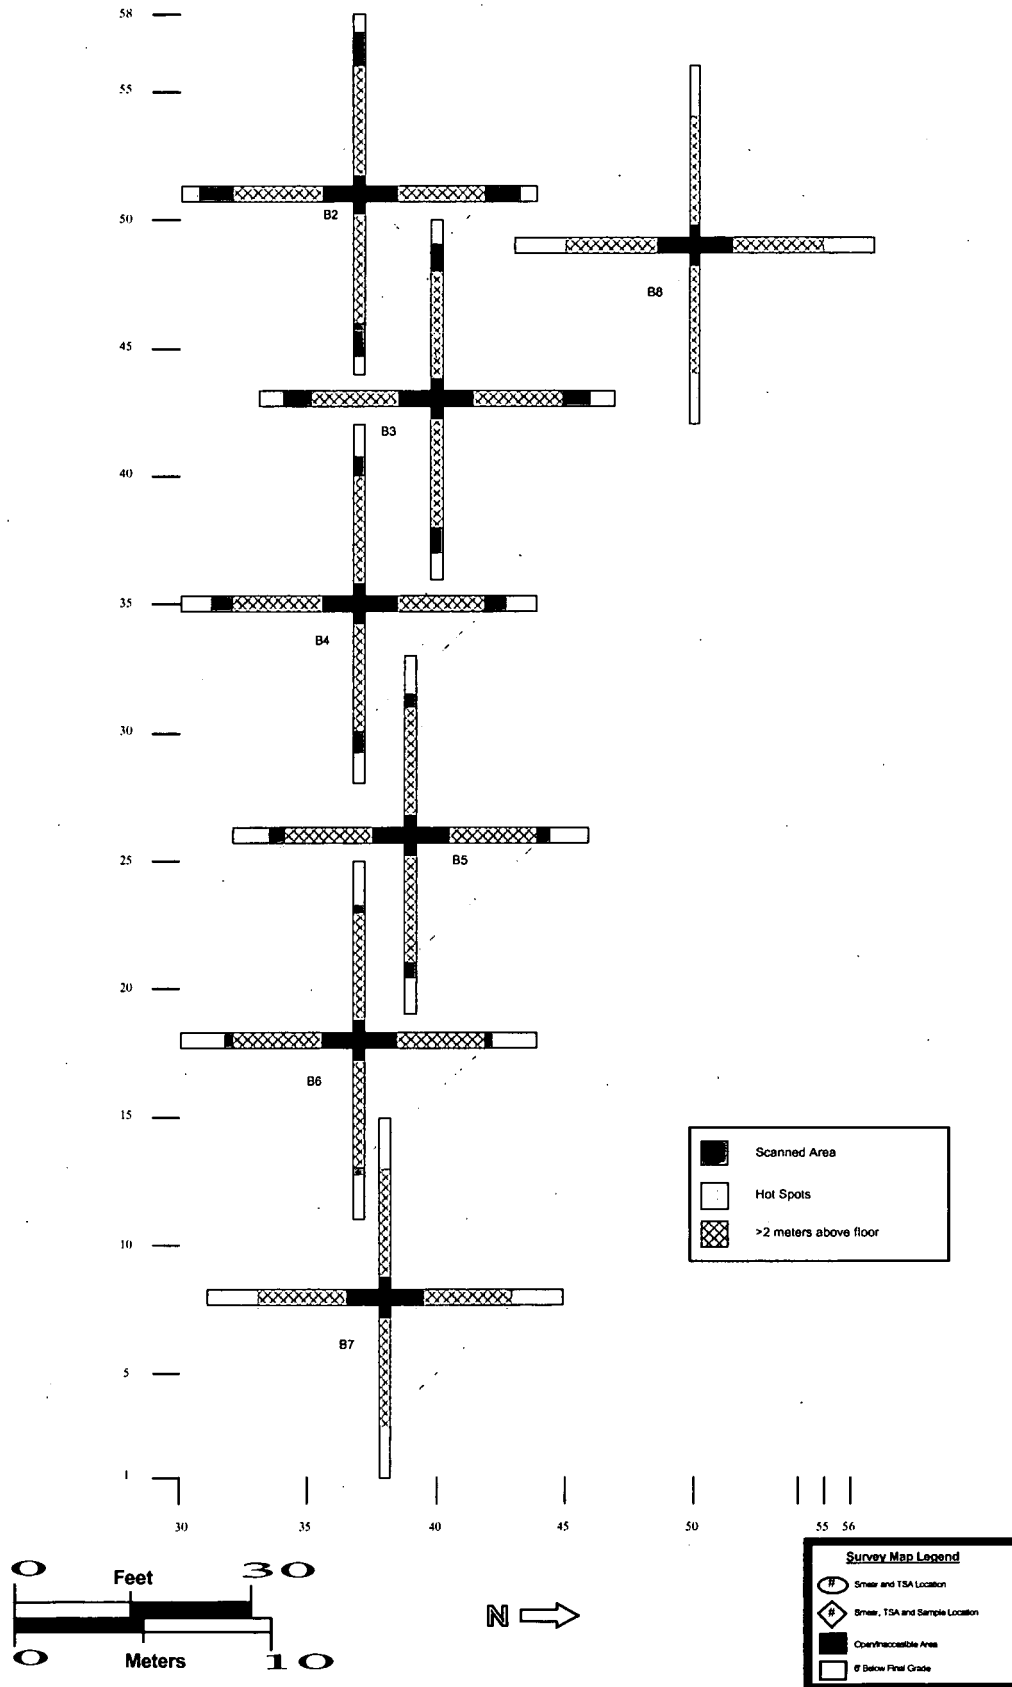 58
55
50
45
40
35
30
25
20
15
10
5
1
B2
B8
B3
B4
B5
B6
B7
Scanned Area
Hot Spots
>2 meters above floor
30 35 40 45 50 55 56
0 Feet 30
0 Meters 10
N
Survey Map Legend
# Smear and TSA Location
# Smear, TSA and Sample Location
Open/Inaccessible Area
6' Below Final Grade